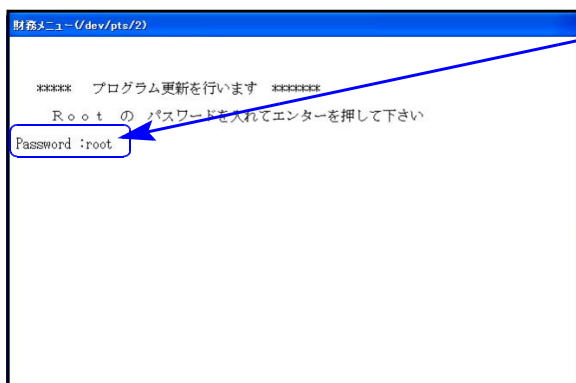 財務メニュー(/dev/pts/2)
***** プログラム更新を行います *******
Ｒｏｏｔ の パスワードを入れてエンターを押して下さい
Password :root